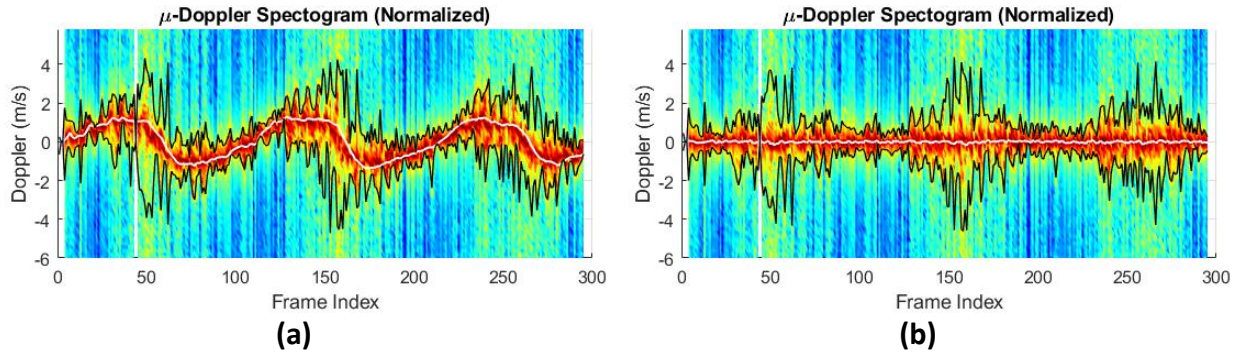 μ-Doppler Spectogram (Normalized)
Doppler (m/s)
4
2
0
-2
-4
-6
0 50 100 150 200 250 300
Frame Index
(a)
μ-Doppler Spectogram (Normalized)
Doppler (m/s)
4
2
0
-2
-4
-6
0 50 100 150 200 250 300
Frame Index
(b)